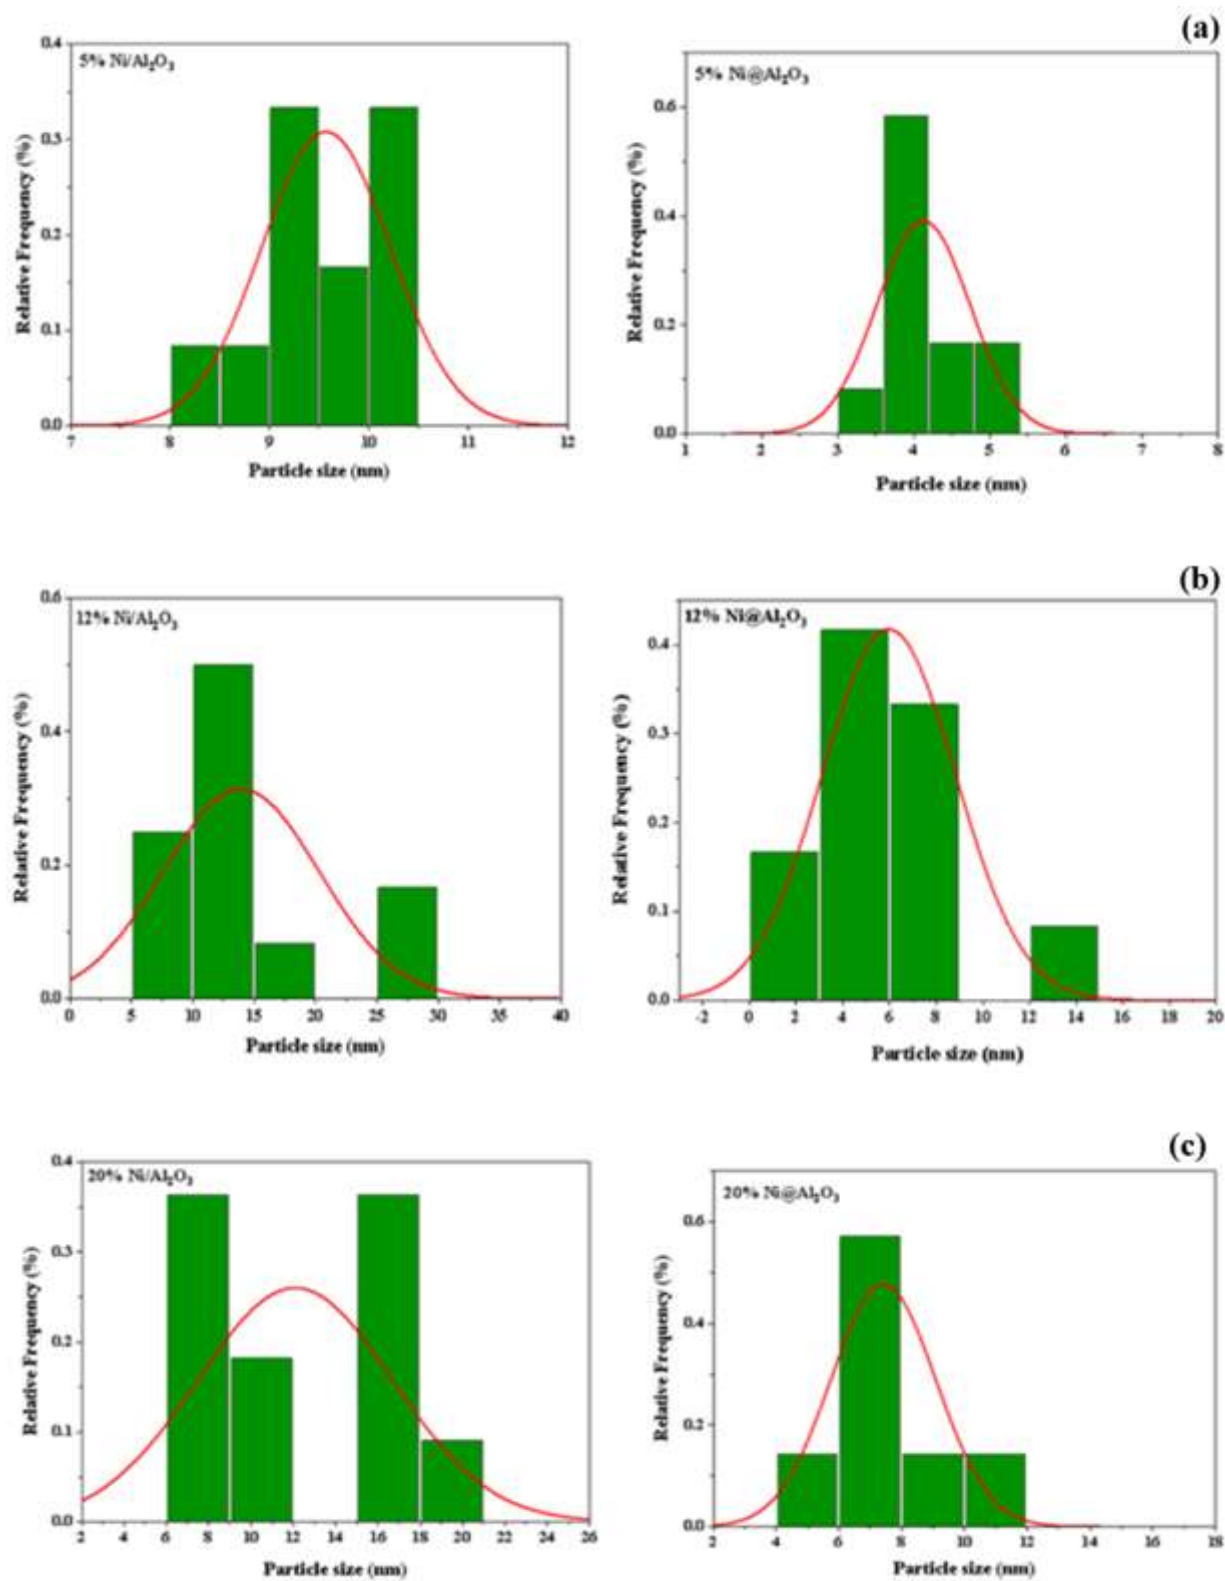 (a)
5% Ni/Al₂O₃
0.4
0.3
0.2
0.1
0.0
Relative Frequency (%)
7 8 9 10 11 12
Particle size (nm)
5% Ni@Al₂O₃
0.6
0.4
0.2
0.0
Relative Frequency (%)
1 2 3 4 5 6 7 8
Particle size (nm)
(b)
12% Ni/Al₂O₃
0.6
0.4
0.2
0.0
Relative Frequency (%)
0 5 10 15 20 25 30 35 40
Particle size (nm)
12% Ni@Al₂O₃
0.4
0.3
0.2
0.1
0.0
Relative Frequency (%)
-2 0 2 4 6 8 10 12 14 16 18 20
Particle size (nm)
(c)
20% Ni/Al₂O₃
0.4
0.3
0.2
0.1
0.0
Relative Frequency (%)
2 4 6 8 10 12 14 16 18 20 22 24 26
Particle size (nm)
20% Ni@Al₂O₃
0.6
0.4
0.2
0.0
Relative Frequency (%)
2 4 6 8 10 12 14 16 18
Particle size (nm)